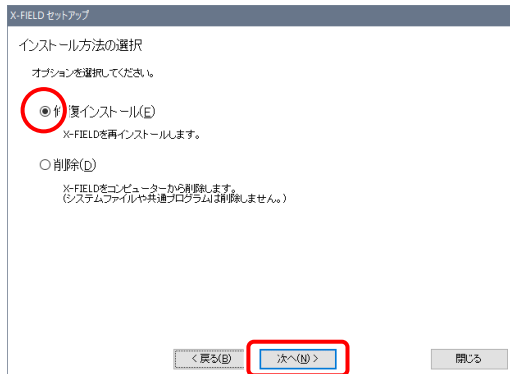 X-FIELD セットアップ
インストール方法の選択
オプションを選択してください。
修復インストール(E)
X-FIELDを再インストールします。
削除(D)
X-FIELDをコンピューターから削除します。
(システムファイルや共通プログラムは削除しません。)
< 戻る(B)
次へ(N) >
閉じる